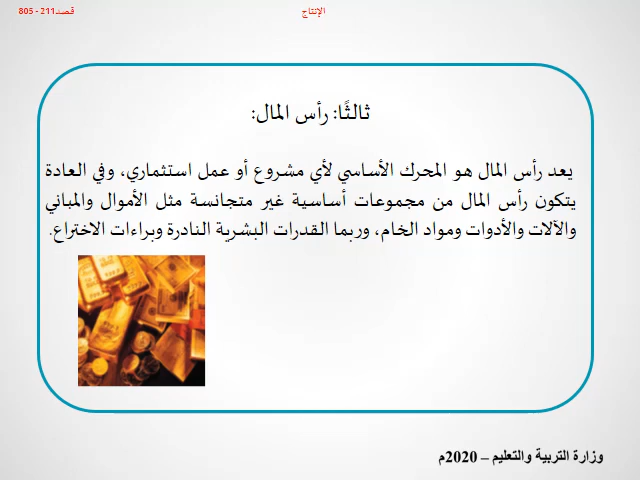 الإنتاج
قصد211 - 805
ثالثًا: رأس المال:
يعد رأس المال هو المحرك الأساسي لأي مشروع أو عمل استثماري، وفي العادة
يتكون رأس المال من مجموعات أساسية غير متجانسة مثل الأموال والمباني
والآلات والأدوات ومواد الخام، وربما القدرات البشرية النادرة وبراءات الاختراع.
وزارة التربية والتعليم – 2020م